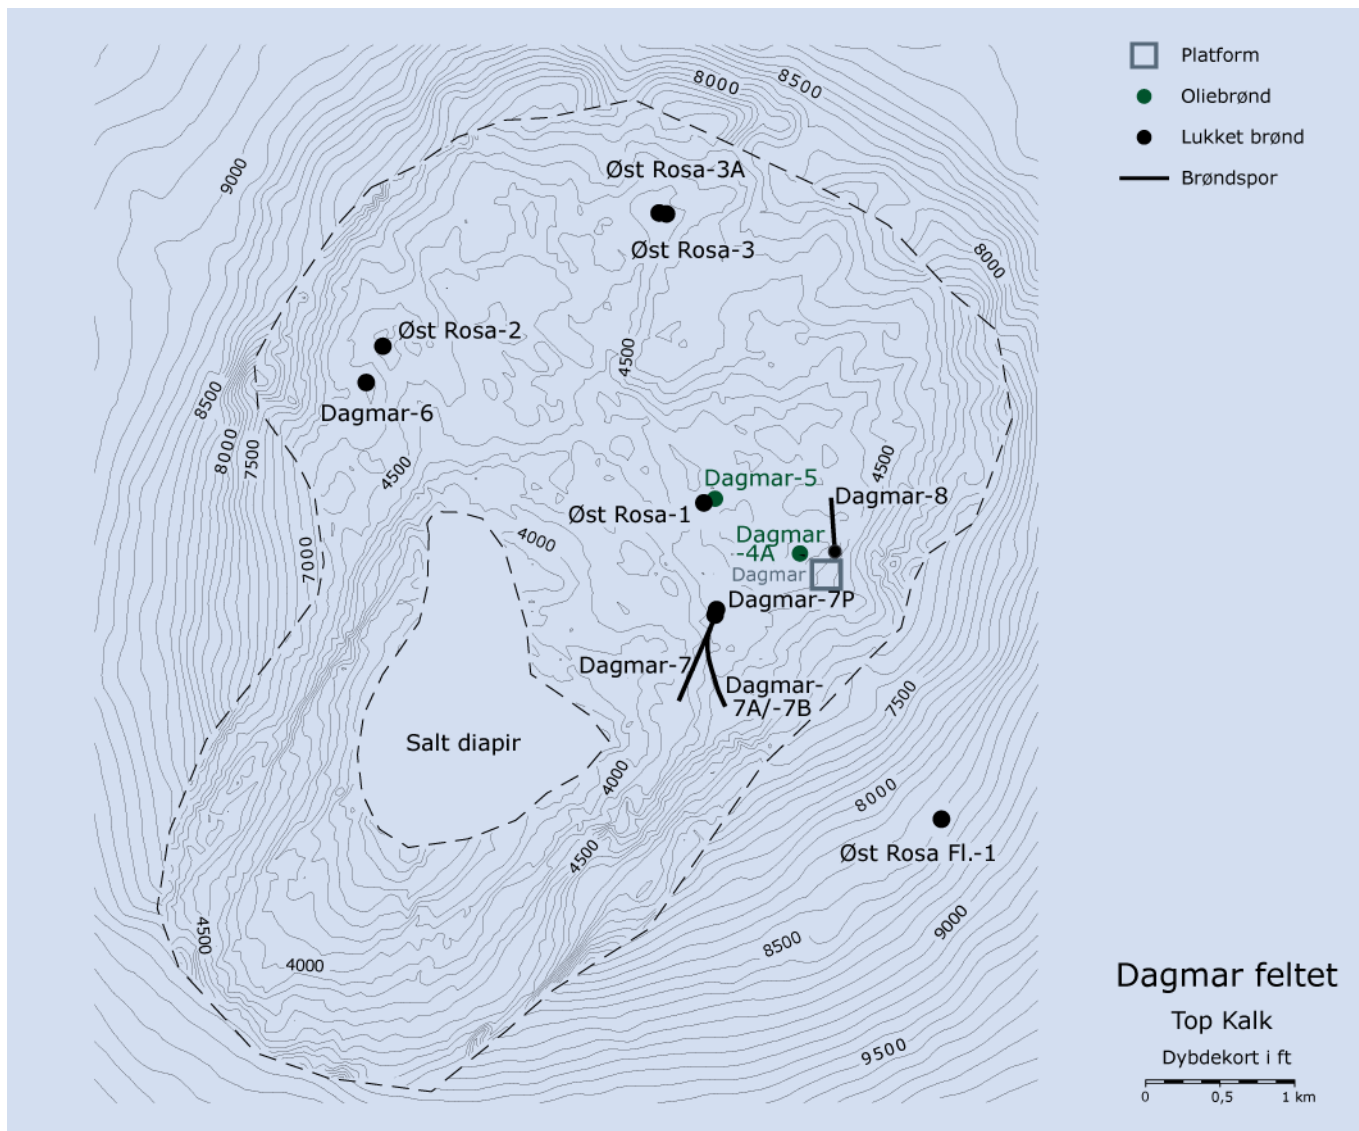 8000
8500
Platform
Oliebrønd
Lukket brønd
Brøndspor
9000
Øst Rosa-3A
Øst Rosa-3
8000
Øst Rosa-2
4500
8500
Dagmar-6
8000
7500
4500
4500
Dagmar-5
Dagmar-8
Øst Rosa-1
4000
Dagmar
-4A
7000
Dagmar
Dagmar-7P
Dagmar-7
Dagmar-
7A/-7B
7500
Salt diapir
4000
8000
4500
Øst Rosa Fl.-1
4500
9000
8500
4000
9500
Dagmar feltet
Top Kalk
Dybdekort i ft
0 0,5 1 km